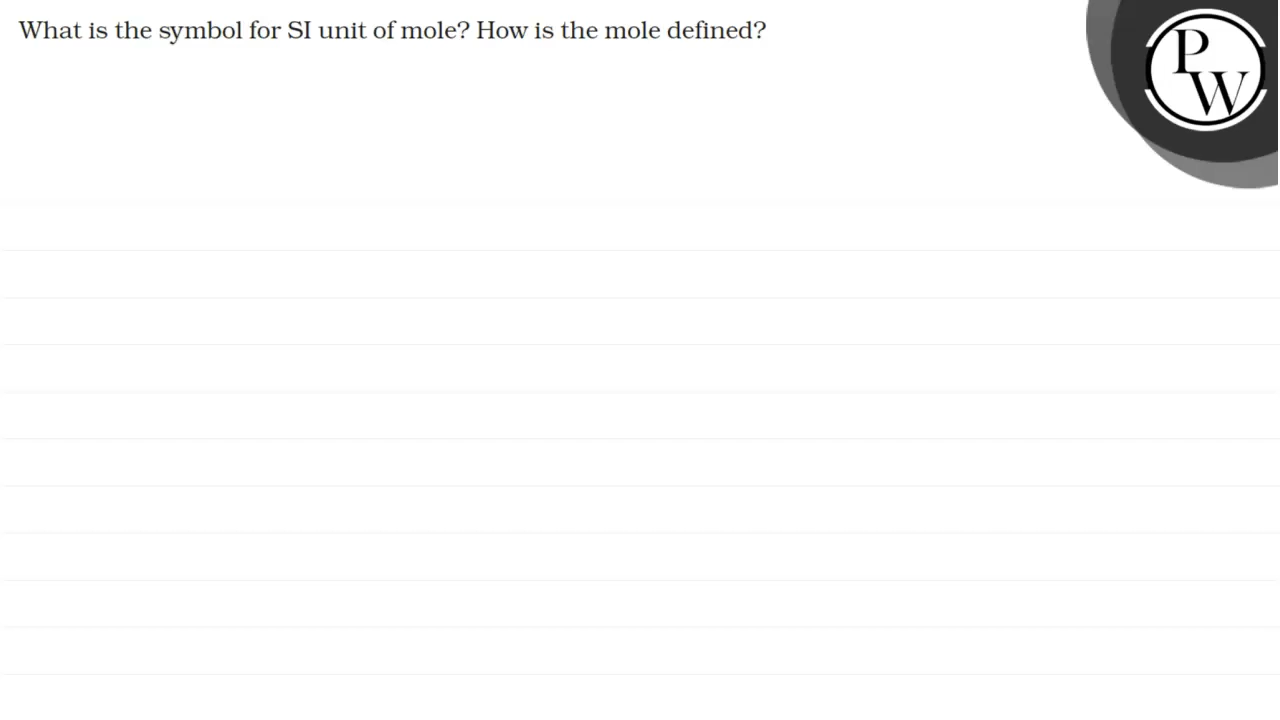 What is the symbol for SI unit of mole? How is the mole defined?
PW